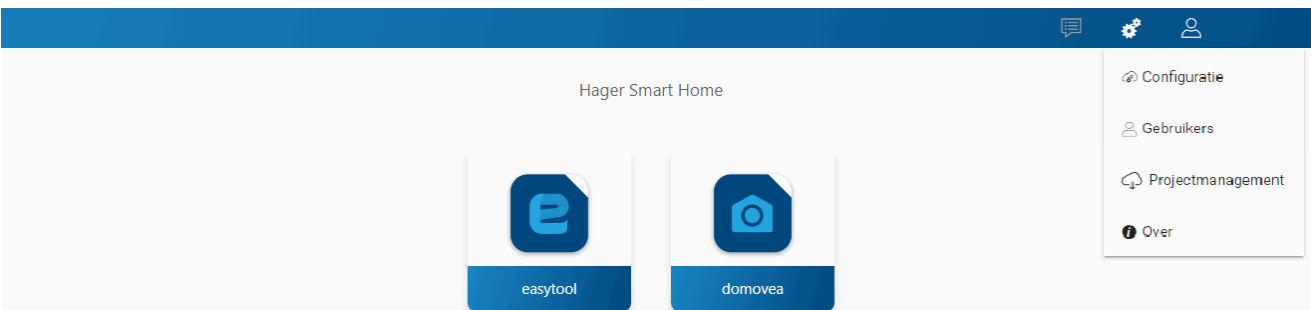 Hager Smart Home
Configuratie
Gebruikers
Projectmanagement
Over
easytool
domovea